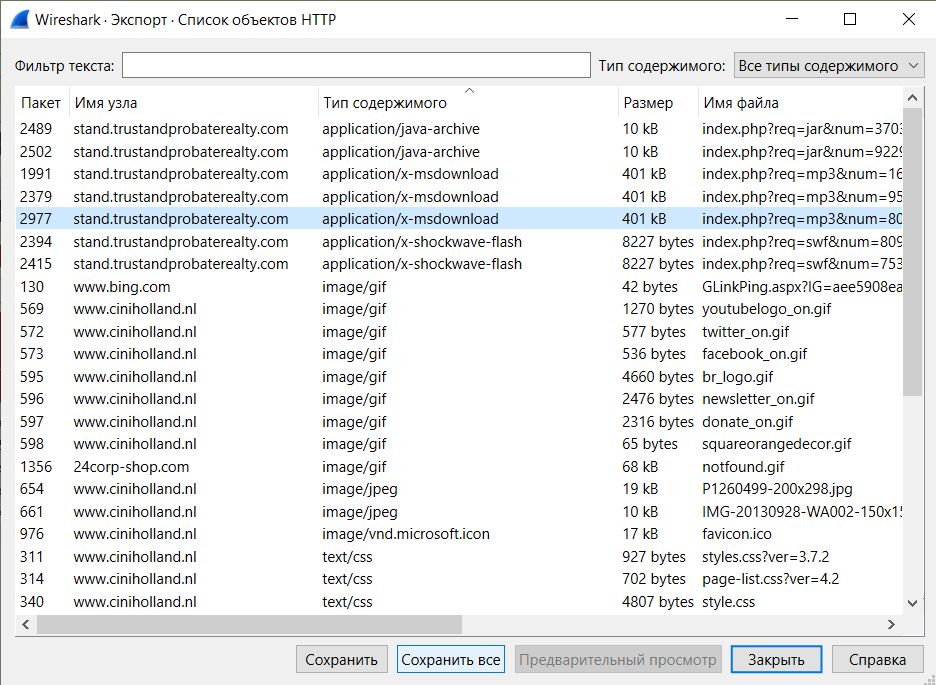 Wireshark · Экспорт · Список объектов HTTP
Фильтр текста: Тип содержимого: Все типы содержимого
Пакет Имя узла Тип содержимого Размер Имя файла
2489 stand.trustandprobaterealty.com application/java-archive 10 kB index.php?req=jar&num=3703
2502 stand.trustandprobaterealty.com application/java-archive 10 kB index.php?req=jar&num=9229
1991 stand.trustandprobaterealty.com application/x-msdownload 401 kB index.php?req=mp3&num=16
2379 stand.trustandprobaterealty.com application/x-msdownload 401 kB index.php?req=mp3&num=95
2977 stand.trustandprobaterealty.com application/x-msdownload 401 kB index.php?req=mp3&num=80
2394 stand.trustandprobaterealty.com application/x-shockwave-flash 8227 bytes index.php?req=swf&num=809
2415 stand.trustandprobaterealty.com application/x-shockwave-flash 8227 bytes index.php?req=swf&num=753
130 www.bing.com image/gif 42 bytes GLinkPing.aspx?IG=aee5908ea
569 www.ciniholland.nl image/gif 1270 bytes youtubelogo_on.gif
572 www.ciniholland.nl image/gif 577 bytes twitter_on.gif
573 www.ciniholland.nl image/gif 536 bytes facebook_on.gif
595 www.ciniholland.nl image/gif 4660 bytes br_logo.gif
596 www.ciniholland.nl image/gif 2476 bytes newsletter_on.gif
597 www.ciniholland.nl image/gif 2316 bytes donate_on.gif
598 www.ciniholland.nl image/gif 65 bytes squareorangedecor.gif
1356 24corp-shop.com image/gif 68 kB notfound.gif
654 www.ciniholland.nl image/jpeg 19 kB P1260499-200x298.jpg
661 www.ciniholland.nl image/jpeg 10 kB IMG-20130928-WA002-150x15
976 www.ciniholland.nl image/vnd.microsoft.icon 17 kB favicon.ico
311 www.ciniholland.nl text/css 927 bytes styles.css?ver=3.7.2
314 www.ciniholland.nl text/css 702 bytes page-list.css?ver=4.2
340 www.ciniholland.nl text/css 4807 bytes style.css
Сохранить Сохранить все Предварительный просмотр Закрыть Справка